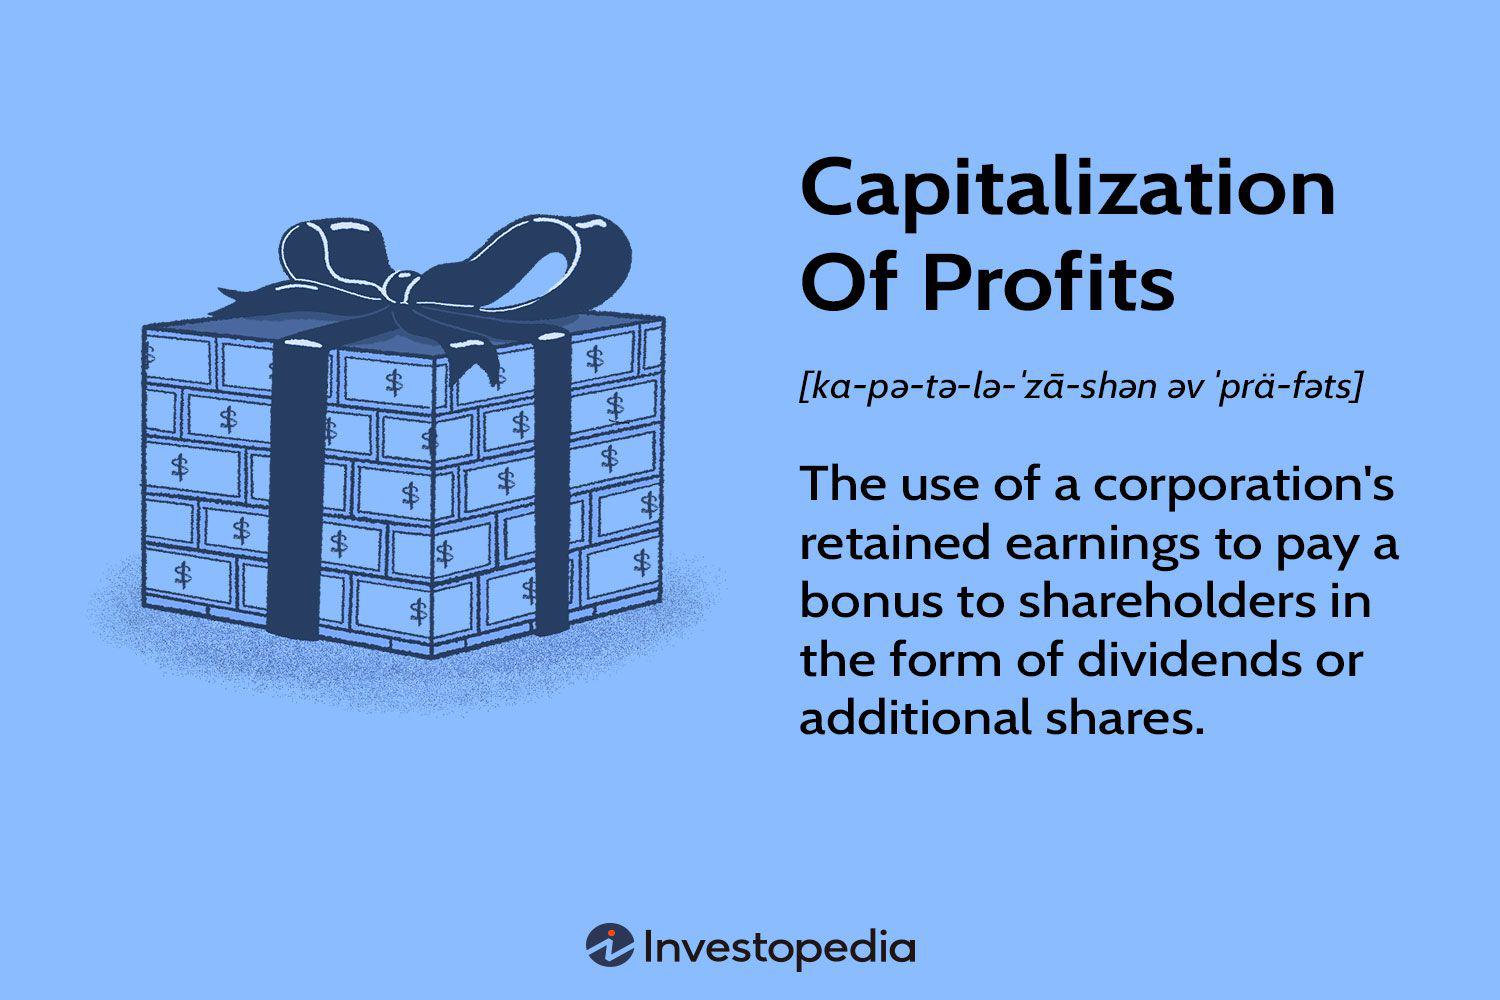 Capitalization
Of Profits
[kɑ-pə-tə-lə-ˈzā-shən əv ˈprä-fəts]
The use of a corporation's
retained earnings to pay a
bonus to shareholders in
the form of dividends or
additional shares.
Investopedia